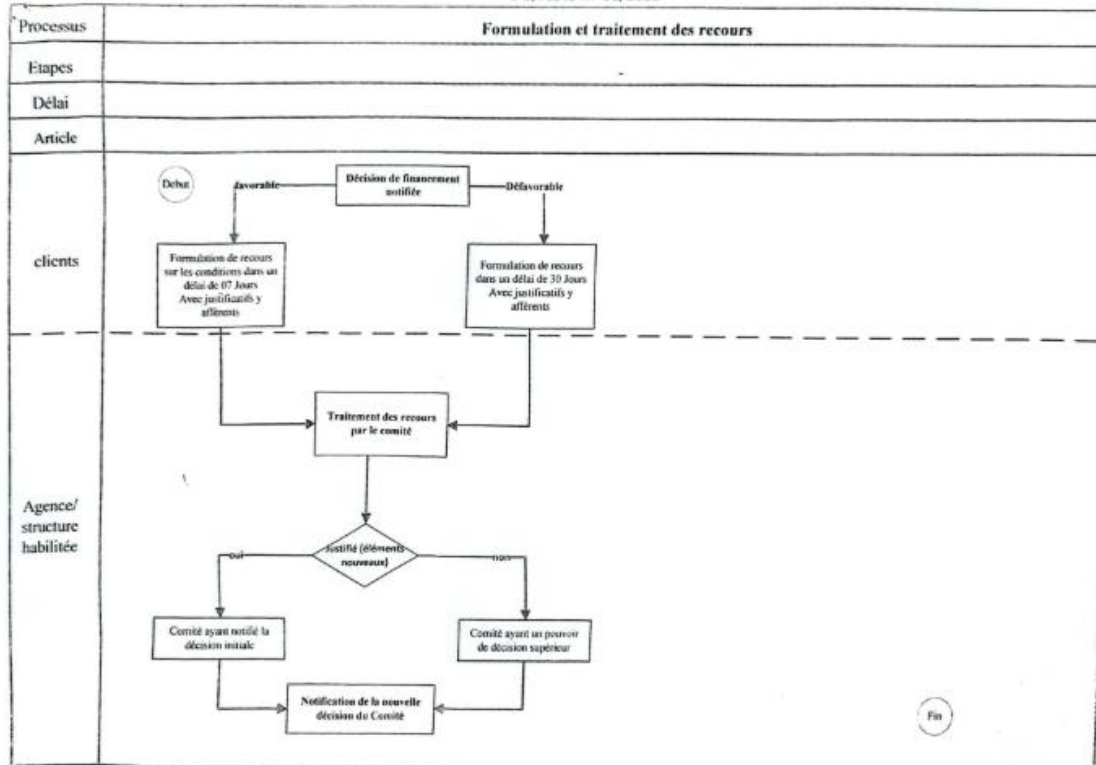 Processus
Formulation et traitement des recours
Etapes
Délai
Article
clients
Debut
favorable
Décision de financement
notifiée
Défavorable
Formulation de recours
sur les conditions dans un
délai de 07 Jours
Avec justificatifs y
afférents
Formulation de recours
dans un délai de 30 Jours
Avec justificatifs y
afférents
Agence/
structure
habilitée
Traitement des recours
par le comité
Justifié (éléments
nouveaux)
oui
non
Comité ayant notifié la
décision initiale
Comité ayant un pouvoir
de décision supérieur
Notification de la nouvelle
décision du Comité
Fin